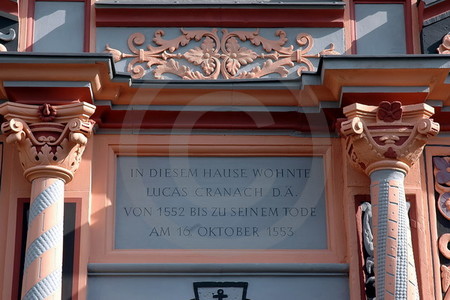 IN DIESEM HAUSE WOHNTE
LUCAS CRANACH D.Ä.
VON 1552 BIS ZU SEINEM TODE
AM 16. OKTOBER 1553